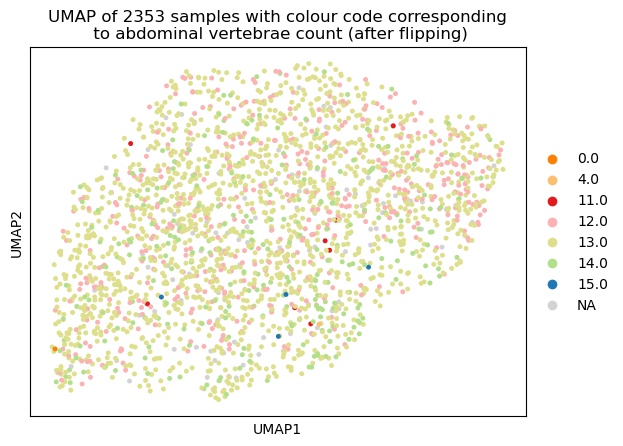 UMAP of 2353 samples with colour code corresponding
to abdominal vertebrae count (after flipping)
UMAP2
0.0
4.0
11.0
12.0
13.0
14.0
15.0
NA
UMAP1